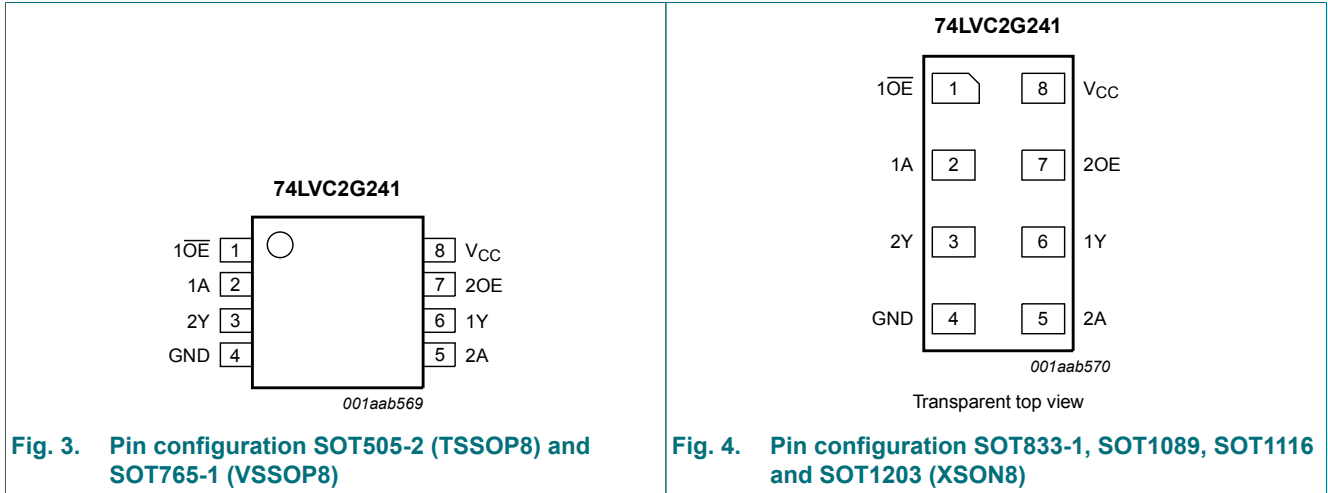 74LVC2G241
1OE 1 8 VCC
1A 2 7 2OE
2Y 3 6 1Y
GND 4 5 2A
001aab569
Fig. 3. Pin configuration SOT505-2 (TSSOP8) and
SOT765-1 (VSSOP8)
74LVC2G241
1OE 1 8 VCC
1A 2 7 2OE
2Y 3 6 1Y
GND 4 5 2A
001aab570
Transparent top view
Fig. 4. Pin configuration SOT833-1, SOT1089, SOT1116
and SOT1203 (XSON8)